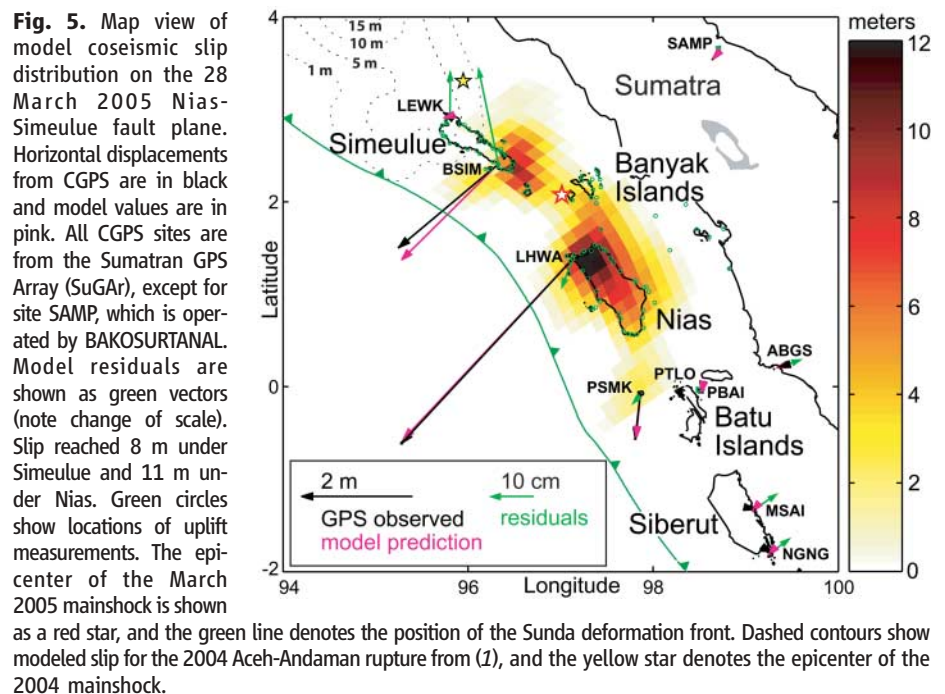 Fig. 5. Map view of
model coseismic slip
distribution on the 28
March 2005 Nias-
Simeulue fault plane.
Horizontal displacements
from CGPS are in black
and model values are in
pink. All CGPS sites are
from the Sumatran GPS
Array (SuGAr), except for
site SAMP, which is oper-
ated by BAKOSURTANAL.
Model residuals are
shown as green vectors
(note change of scale).
Slip reached 8 m under
Simeulue and 11 m un-
der Nias. Green circles
show locations of uplift
measurements. The epi-
center of the March
2005 mainshock is shown
as a red star, and the green line denotes the position of the Sunda deformation front. Dashed contours show
modeled slip for the 2004 Aceh-Andaman rupture from (1), and the yellow star denotes the epicenter of the
2004 mainshock.
meters
4
12
15 m
10 m
5 m
1 m
SAMP
Sumatra
LEWK
Simeulue
10
BSIM
Banyak
Islands
2
8
LHWA
Latitude
6
Nias
ABGS
PTLO
0
PSMK
PBAI
4
Batu
Islands
2 m
10 cm
GPS observed
residuals
model prediction
MSAI
2
Siberut
NGNG
-2
0
94
96
98
100
Longitude